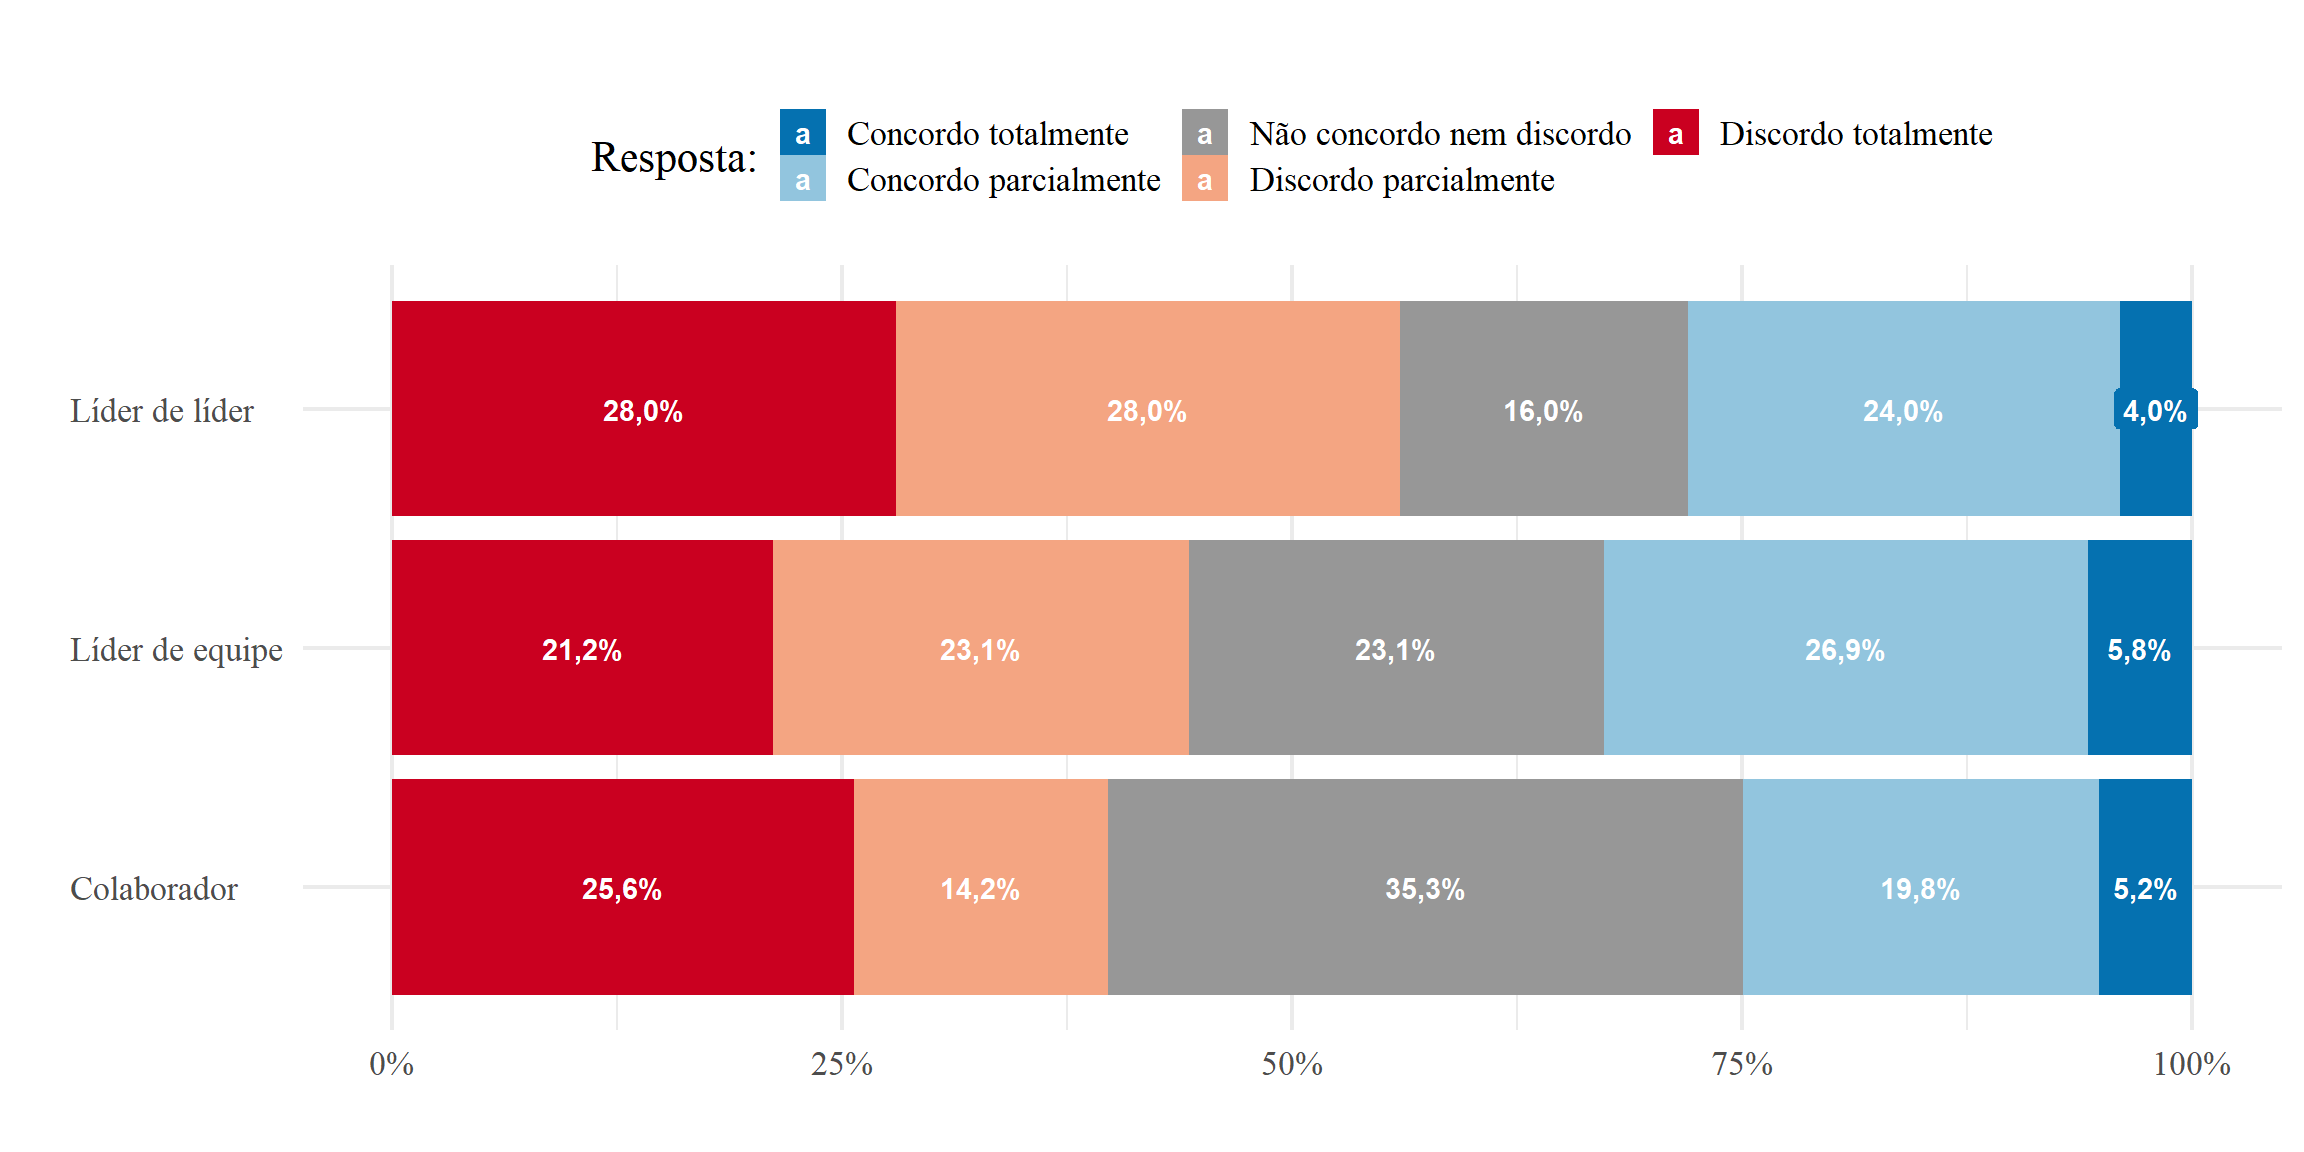 Resposta:
a Concordo totalmente
a Concordo parcialmente
a Não concordo nem discordo
a Discordo parcialmente
a Discordo totalmente
Líder de líder
28,0% 28,0% 16,0% 24,0% 4,0%
Líder de equipe
21,2% 23,1% 23,1% 26,9% 5,8%
Colaborador
25,6% 14,2% 35,3% 19,8% 5,2%
0% 25% 50% 75% 100%